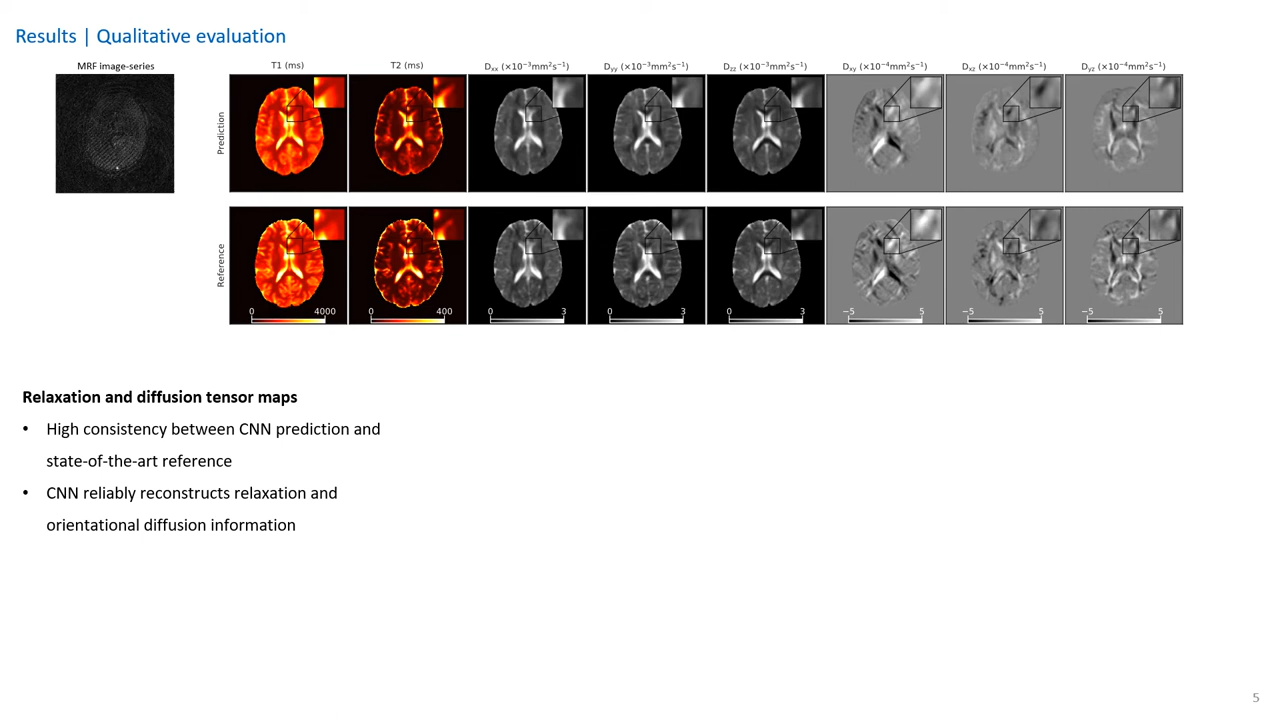 Results | Qualitative evaluation
MRF image-series
T1 (ms) T2 (ms) Dxx (×10⁻³mm²s⁻¹) Dyy (×10⁻³mm²s⁻¹) Dzz (×10⁻³mm²s⁻¹) Dxy (×10⁻⁴mm²s⁻¹) Dxz (×10⁻⁴mm²s⁻¹) Dyz (×10⁻⁴mm²s⁻¹)
Prediction
Reference
0 4000 0 400 0 3 0 3 0 3 −5 5 −5 5 −5 5
Relaxation and diffusion tensor maps
• High consistency between CNN prediction and
state-of-the-art reference
• CNN reliably reconstructs relaxation and
orientational diffusion information
5